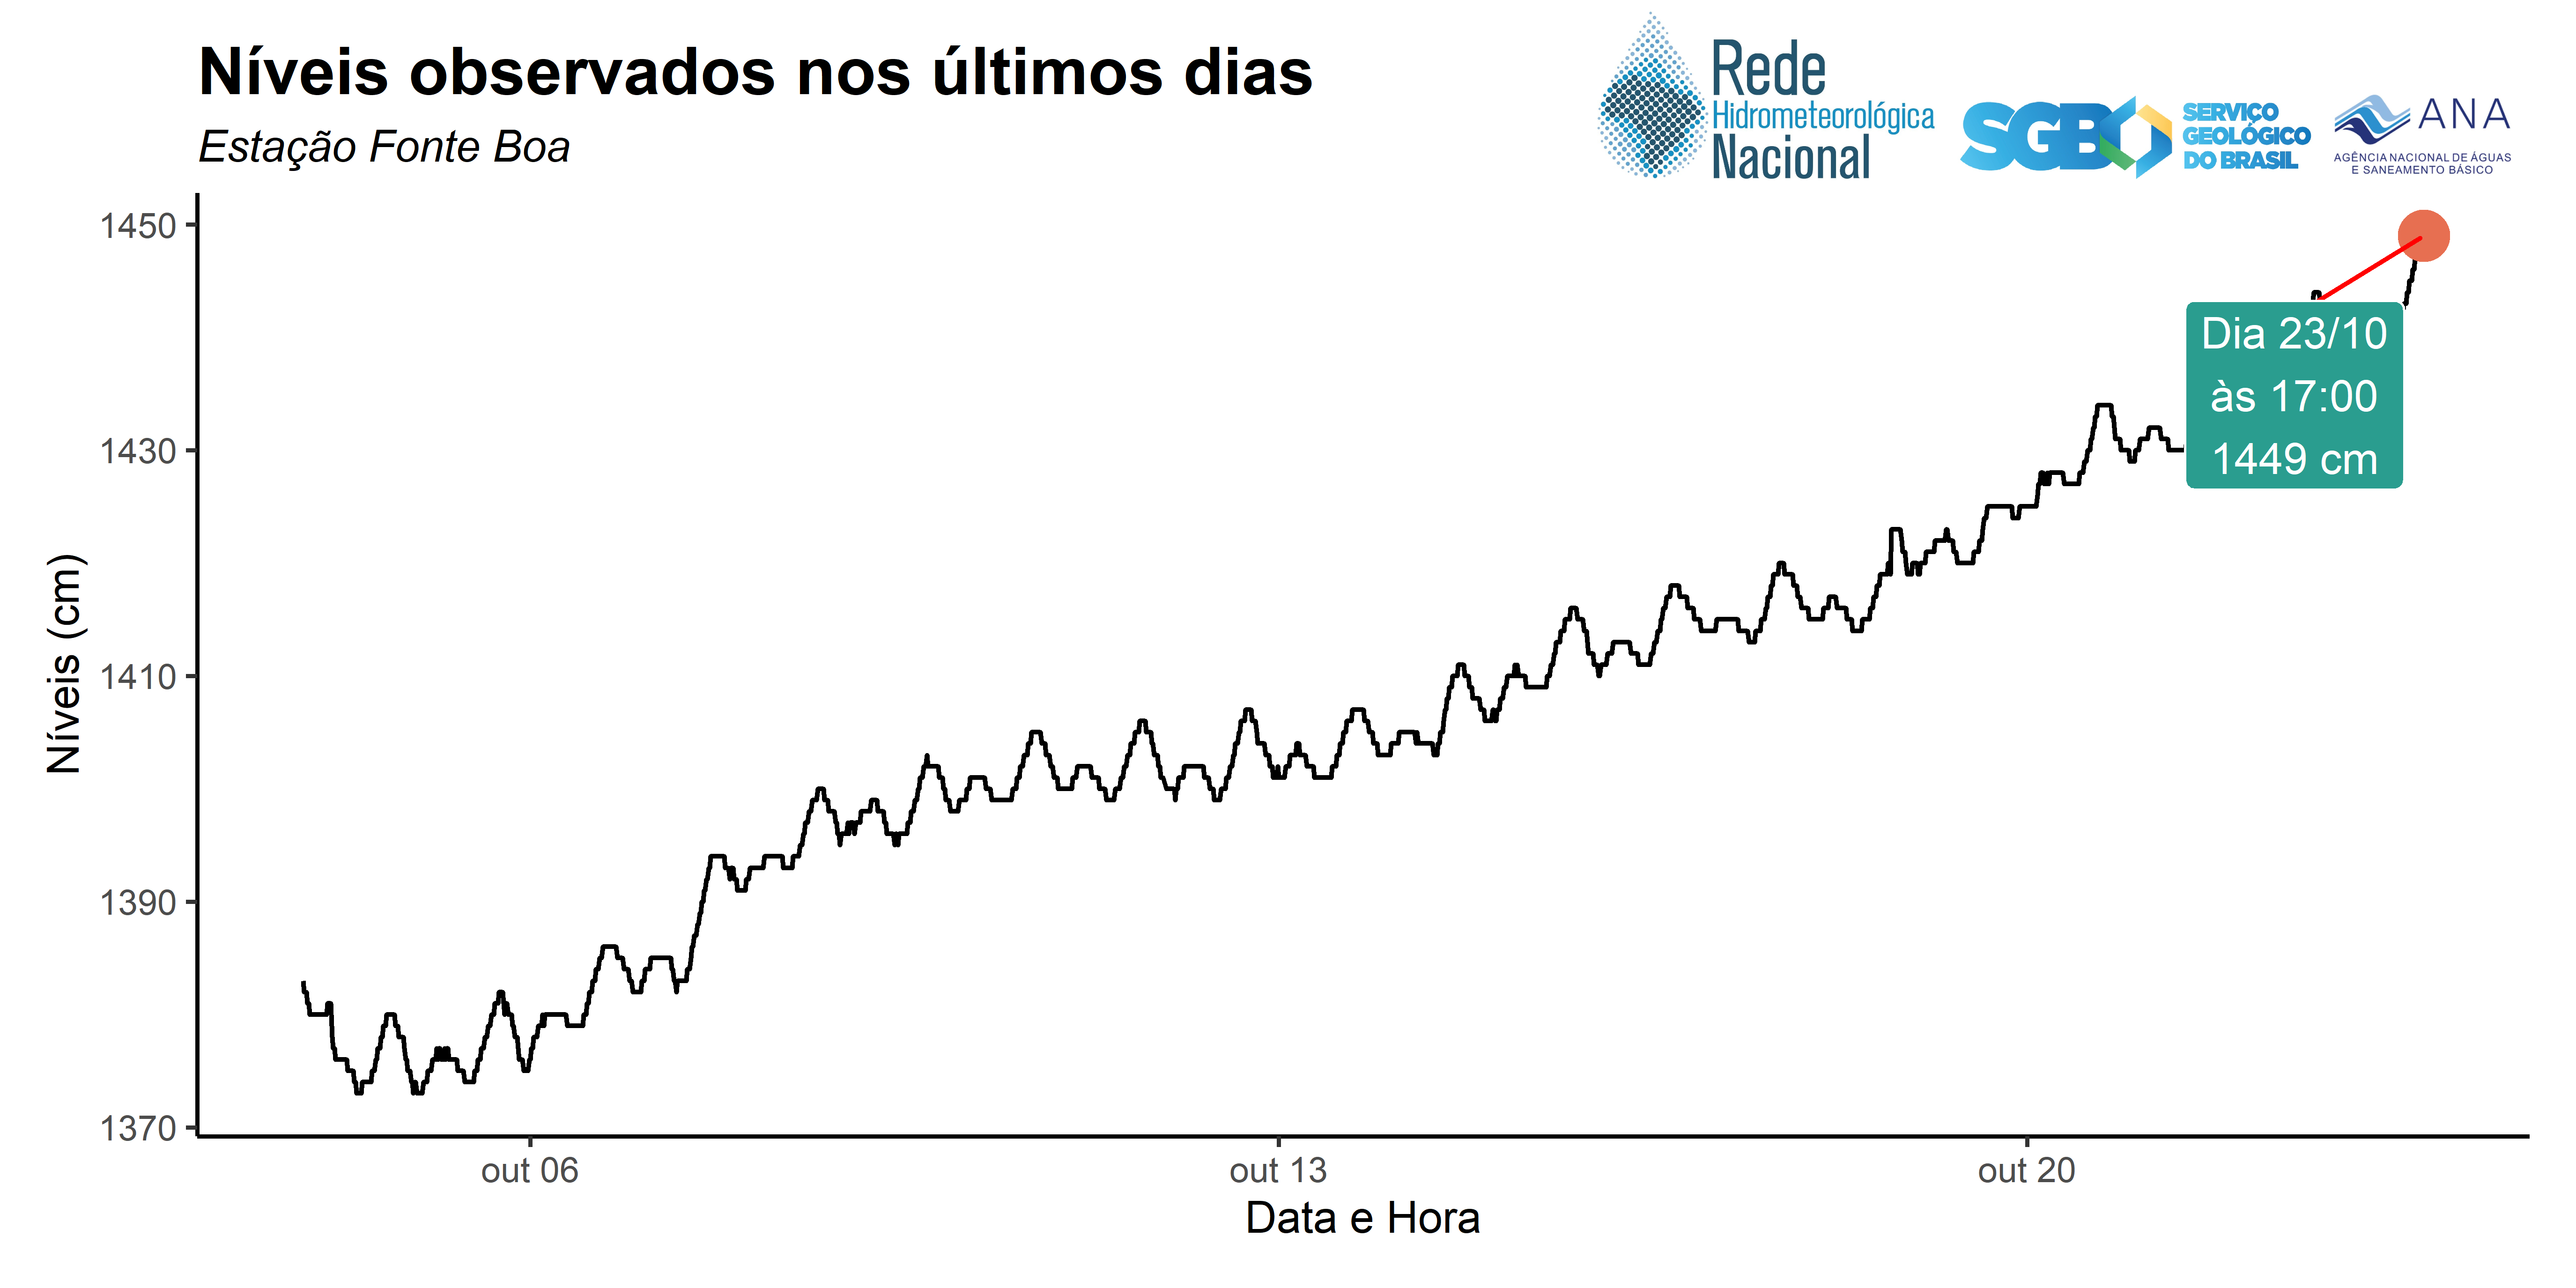 Níveis observados nos últimos dias
Estação Fonte Boa
Rede
Hidrometeorológica
Nacional
SGB
SERVIÇO
GEOLÓGICO
DO BRASIL
ANA
AGÊNCIA NACIONAL DE ÁGUAS
E SANEAMENTO BÁSICO
1450
1430
1410
1390
1370
Níveis (cm)
Dia 23/10
às 17:00
1449 cm
out 06
out 13
out 20
Data e Hora